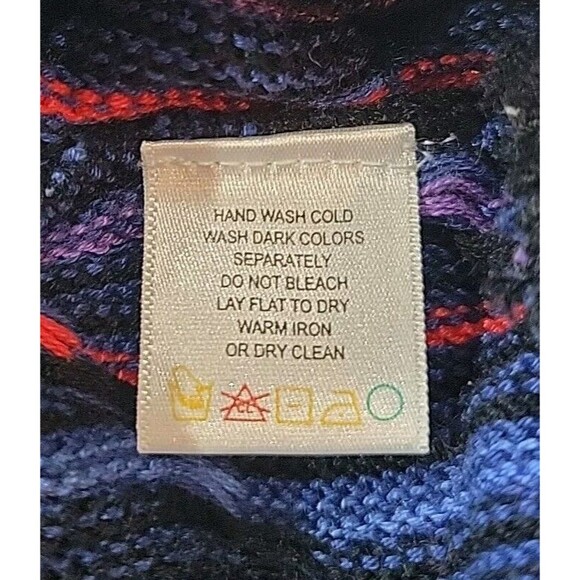 HAND WASH COLD
WASH DARK COLORS
SEPARATELY
DO NOT BLEACH
LAY FLAT TO DRY
WARM IRON
OR DRY CLEAN
CL